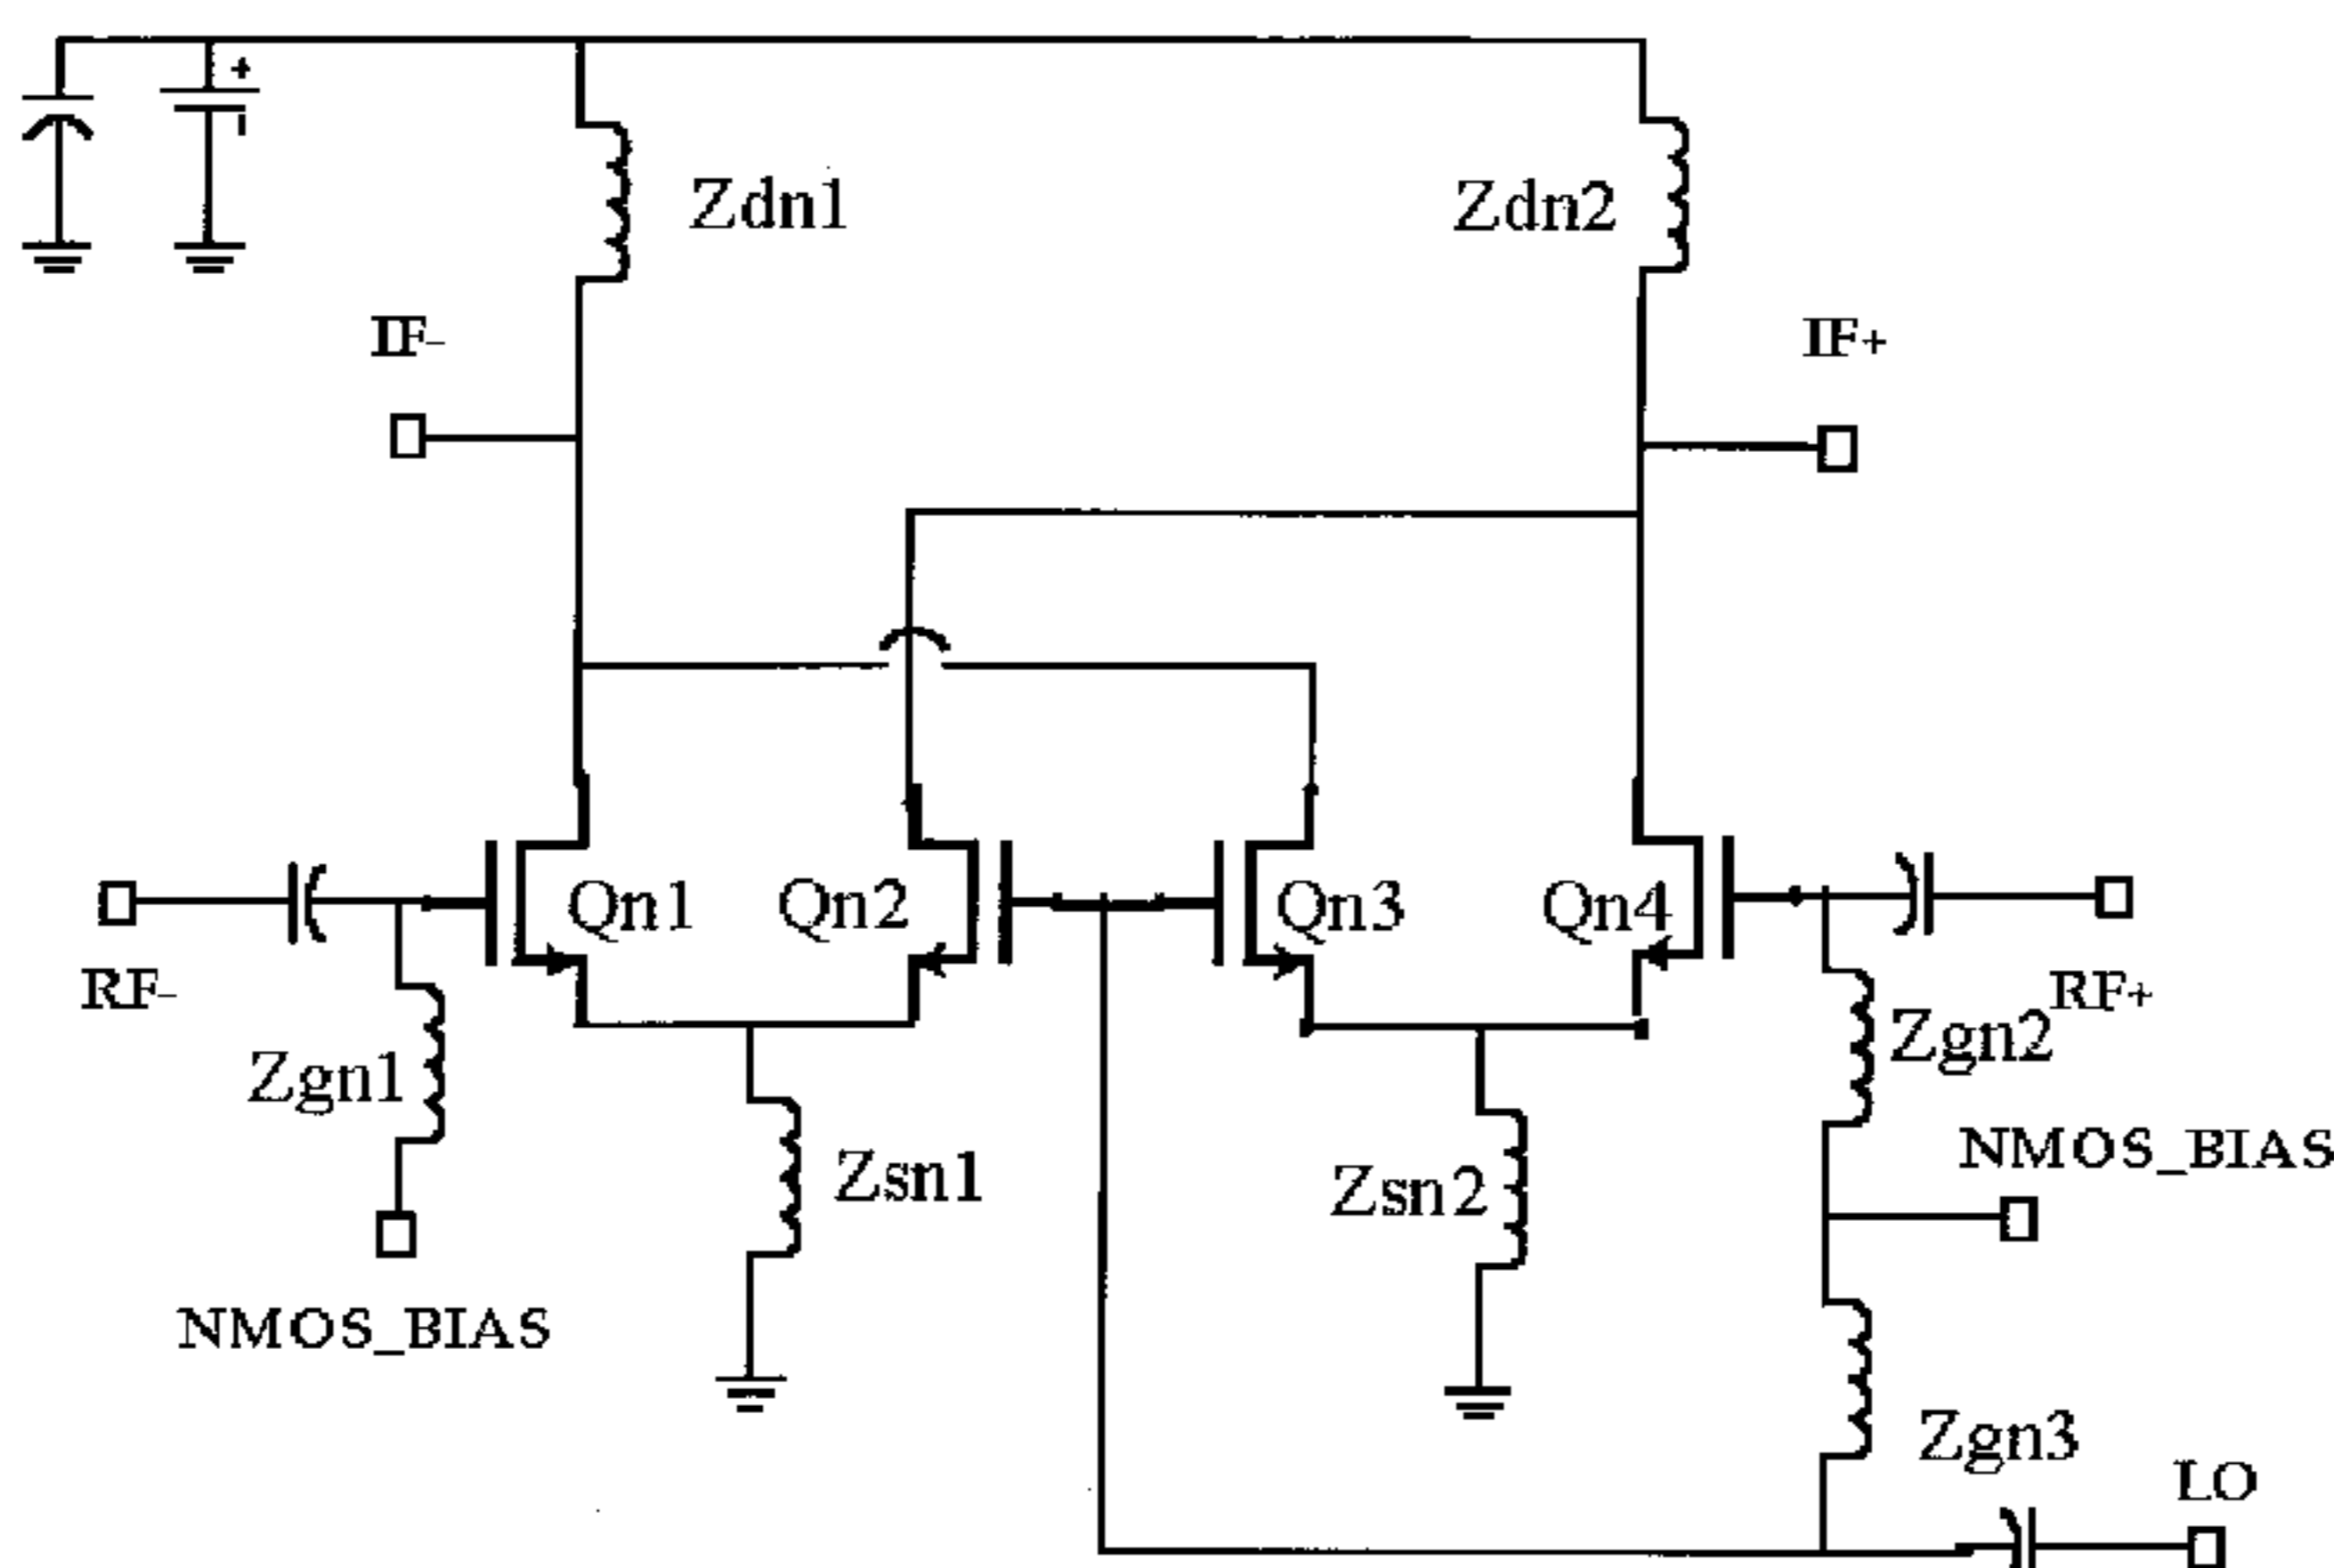 +
Zdn1
Zdn2
IF-
IF+
Qn1
Qn2
Qn3
Qn4
RF-
RF+
Zgn1
Zgn2
Zsn1
Zsn2
NMOS_BIAS
NMOS_BIAS
Zgn3
LO